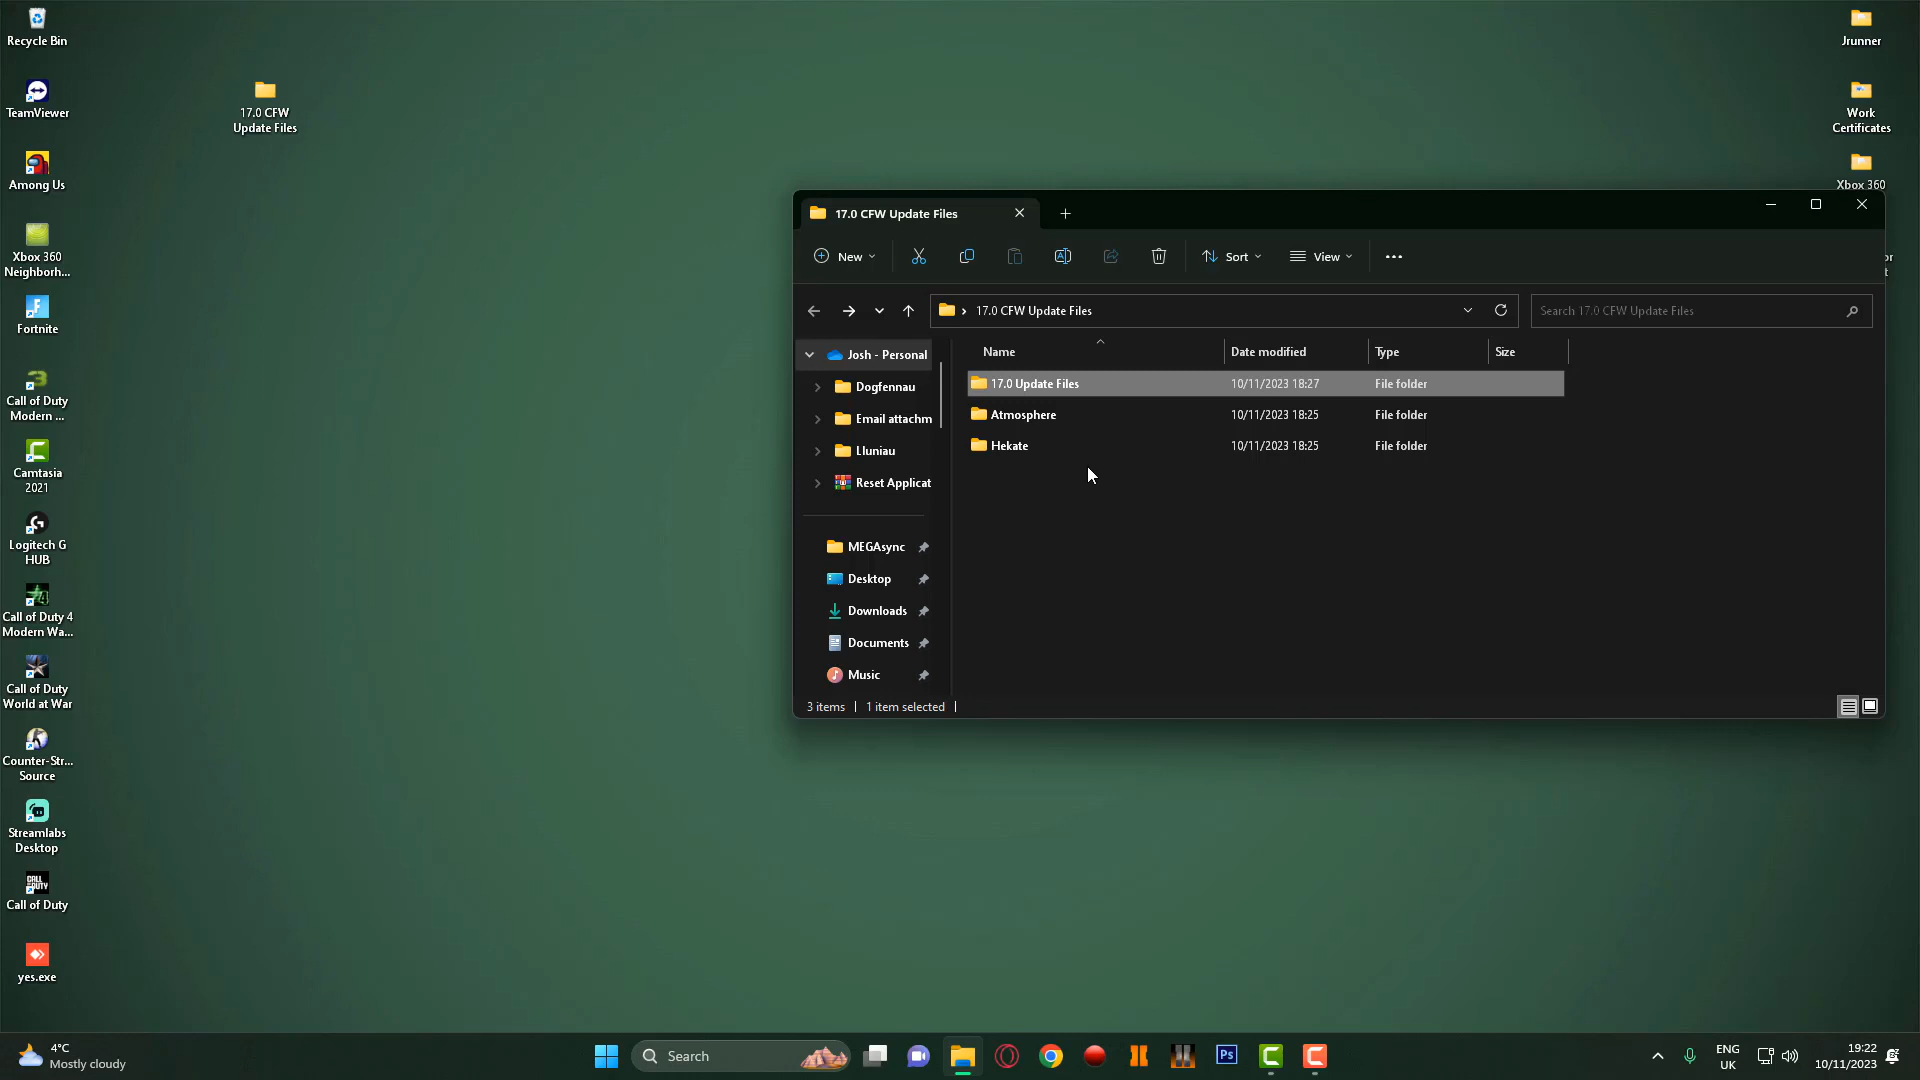 Recycle Bin
TeamViewer
Among Us
Xbox 360
Neighborh...
Fortnite
Call of Duty
Modern ...
Camtasia
2021
Logitech G
HUB
Call of Duty 4
Modern Wa...
Call of Duty
World at War
Counter-Str...
Source
Streamlabs
Desktop
Call of Duty
yes.exe
17.0 CFW
Update Files
Jrunner
Work
Certificates
Xbox 360
17.0 CFW Update Files
New
Sort
View
17.0 CFW Update Files
Search 17.0 CFW Update Files
Josh - Personal
Dogfennau
Email attachm
Lluniau
Reset Applicat
MEGAsync
Desktop
Downloads
Documents
Music
Name Date modified Type Size
17.0 Update Files 10/11/2023 18:27 File folder
Atmosphere 10/11/2023 18:25 File folder
Hekate 10/11/2023 18:25 File folder
3 items 1 item selected
4°C
Mostly cloudy
Search
Ps
ENG
UK
19:22
10/11/2023